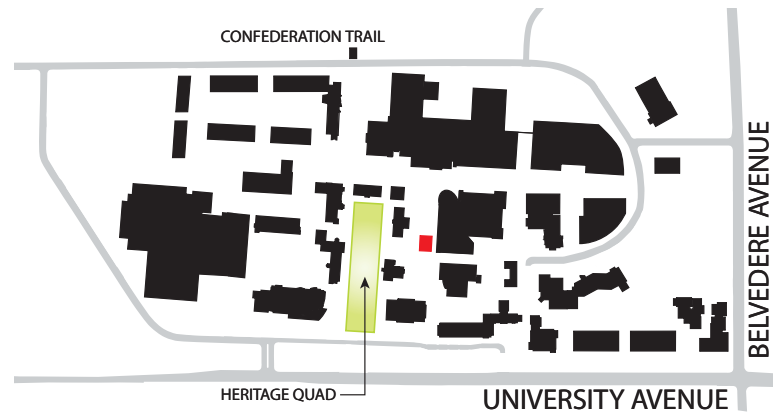 CONFEDERATION TRAIL
BELVEDERE AVENUE
HERITAGE QUAD
UNIVERSITY AVENUE